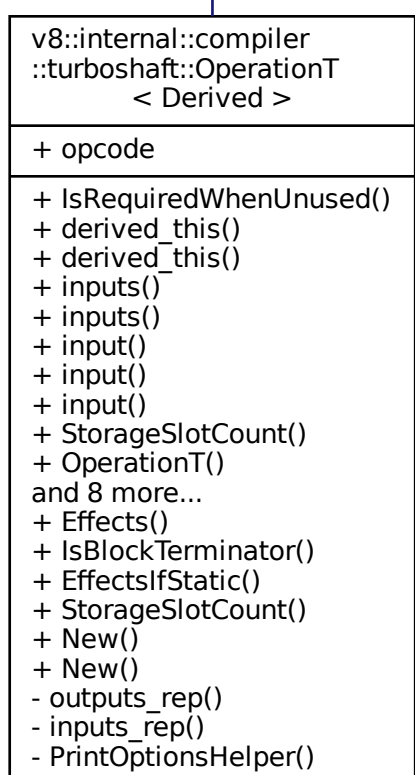 v8::internal::compiler
::turboshaft::OperationT
< Derived >
+ opcode
+ IsRequiredWhenUnused()
+ derived_this()
+ derived_this()
+ inputs()
+ inputs()
+ input()
+ input()
+ input()
+ StorageSlotCount()
+ OperationT()
and 8 more...
+ Effects()
+ IsBlockTerminator()
+ EffectsIfStatic()
+ StorageSlotCount()
+ New()
+ New()
- outputs_rep()
- inputs_rep()
- PrintOptionsHelper()